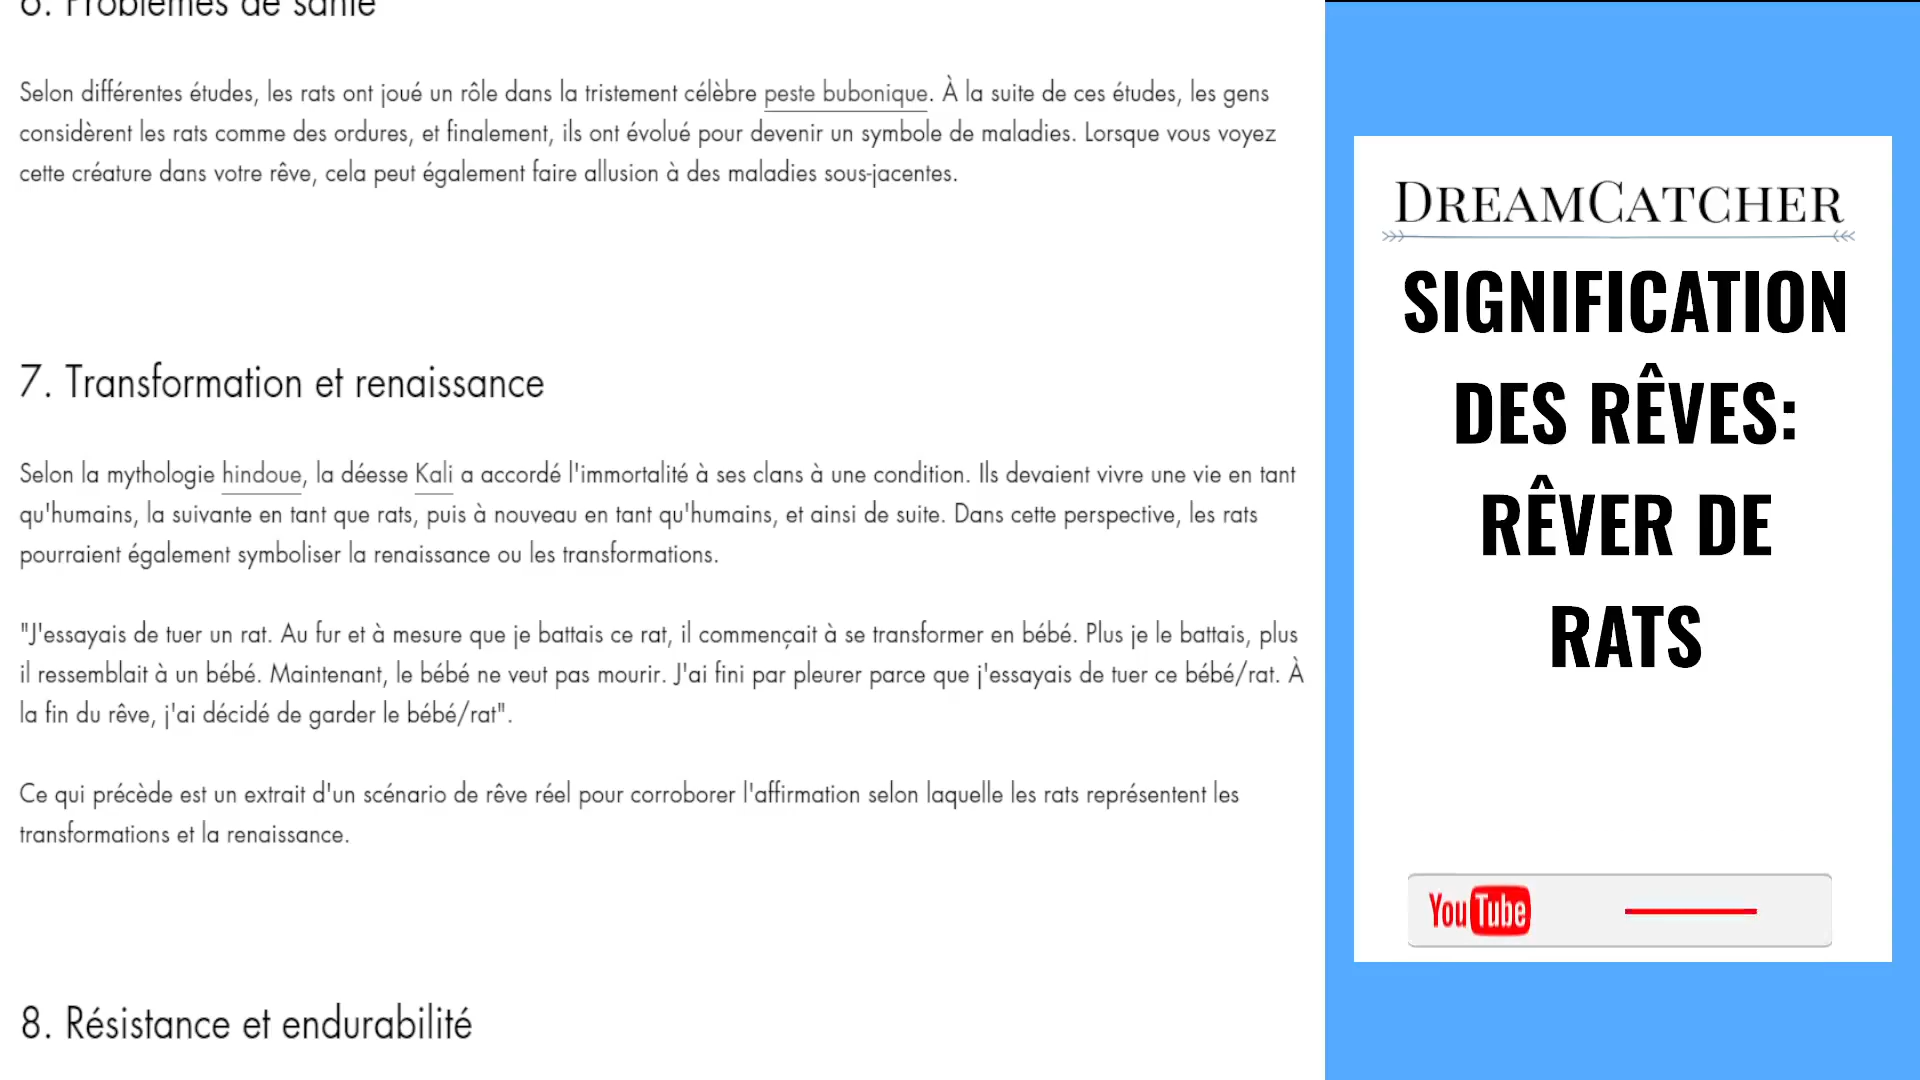 6. Problèmes de santé
Selon différentes études, les rats ont joué un rôle dans la tristement célèbre peste bubonique. À la suite de ces études, les gens
considèrent les rats comme des ordures, et finalement, ils ont évolué pour devenir un symbole de maladies. Lorsque vous voyez
cette créature dans votre rêve, cela peut également faire allusion à des maladies sous-jacentes.
7. Transformation et renaissance
Selon la mythologie hindoue, la déesse Kali a accordé l'immortalité à ses clans à une condition. Ils devaient vivre une vie en tant
qu'humains, la suivante en tant que rats, puis à nouveau en tant qu'humains, et ainsi de suite. Dans cette perspective, les rats
pourraient également symboliser la renaissance ou les transformations.
"J'essayais de tuer un rat. Au fur et à mesure que je battais ce rat, il commençait à se transformer en bébé. Plus je le battais, plus
il ressemblait à un bébé. Maintenant, le bébé ne veut pas mourir. J'ai fini par pleurer parce que j'essayais de tuer ce bébé/rat. À
la fin du rêve, j'ai décidé de garder le bébé/rat".
Ce qui précède est un extrait d'un scénario de rêve réel pour corroborer l'affirmation selon laquelle les rats représentent les
transformations et la renaissance.
8. Résistance et endurabilité
DREAMCATCHER
SIGNIFICATION
DES RÊVES:
RÊVER DE
RATS
YouTube